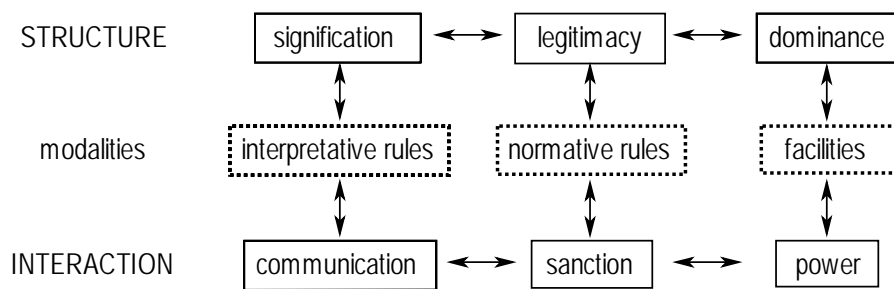 STRUCTURE signification legitimacy dominance
modalities interpretative rules normative rules facilities
INTERACTION communication sanction power